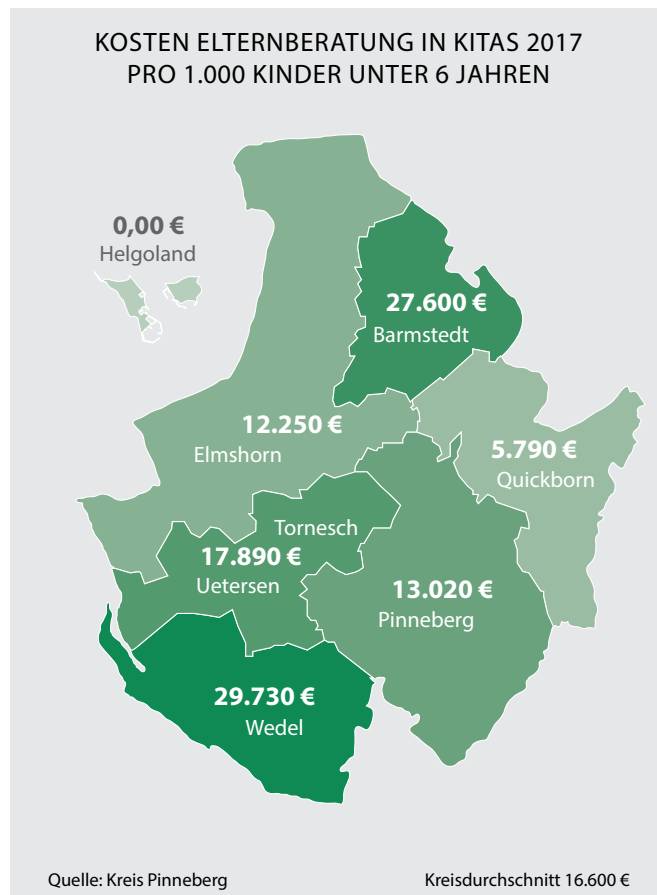 KOSTEN ELTERNBERATUNG IN KITAS 2017
PRO 1.000 KINDER UNTER 6 JAHREN
0,00 €
Helgoland
27.600 €
Barmstedt
12.250 €
Elmshorn
5.790 €
Quickborn
Tornesch
17.890 €
Uetersen
13.020 €
Pinneberg
29.730 €
Wedel
Quelle: Kreis Pinneberg
Kreisdurchschnitt 16.600 €